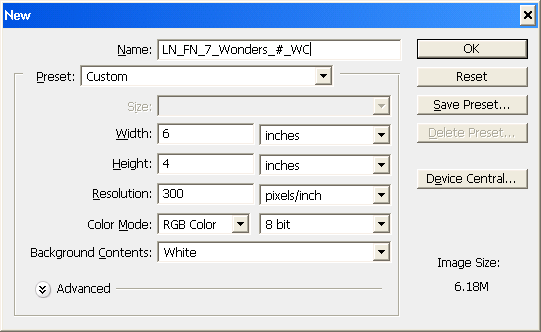 New
Name: LN_FN_7_Wonders_#_WC
OK
Preset: Custom
Reset
Size:
Save Preset...
Width: 6 inches
Delete Preset...
Height: 4 inches
Resolution: 300 pixels/inch
Device Central...
Color Mode: RGB Color 8 bit
Background Contents: White
Image Size:
6.18M
Advanced